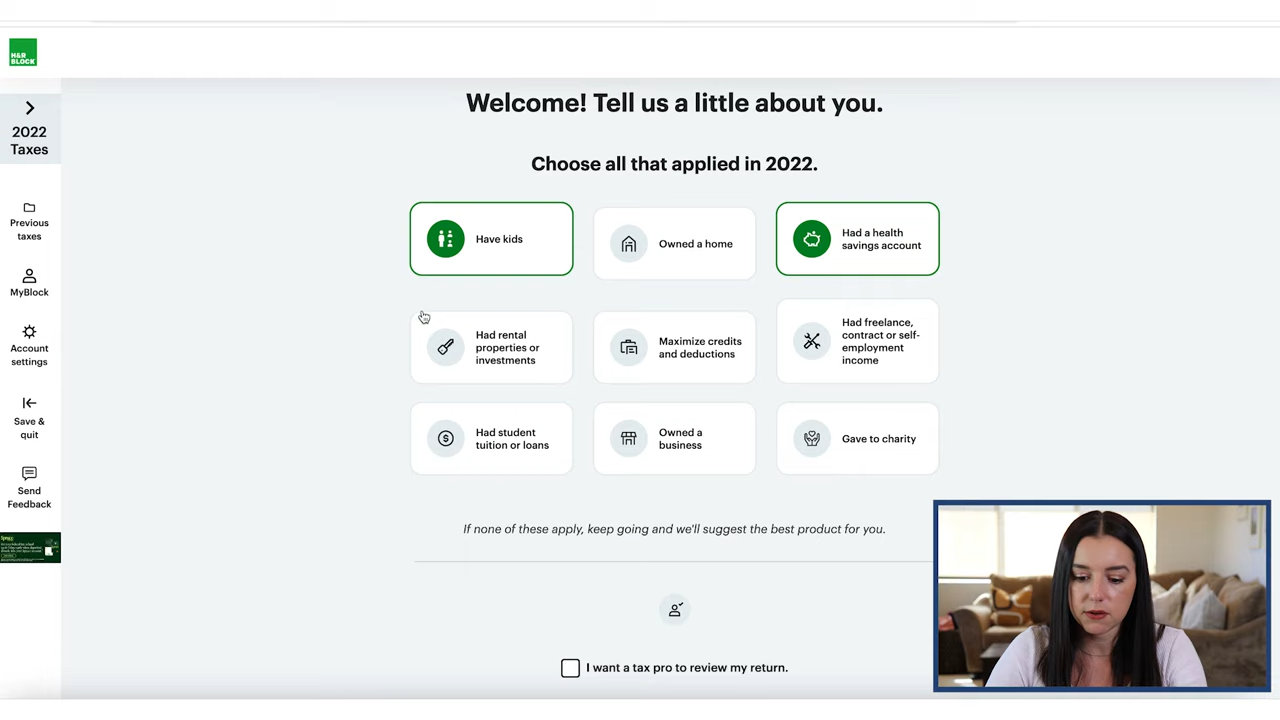 H&R
BLOCK
Welcome! Tell us a little about you.
2022
Taxes
Choose all that applied in 2022.
Previous
taxes
MyBlock
Account
settings
Save &
quit
Send
Feedback
Have kids
Owned a home
Had a health
savings account
Had rental
properties or
investments
Maximize credits
and deductions
Had freelance,
contract or self-
employment
income
Had student
tuition or loans
Owned a
business
Gave to charity
If none of these apply, keep going and we'll suggest the best product for you.
I want a tax pro to review my return.